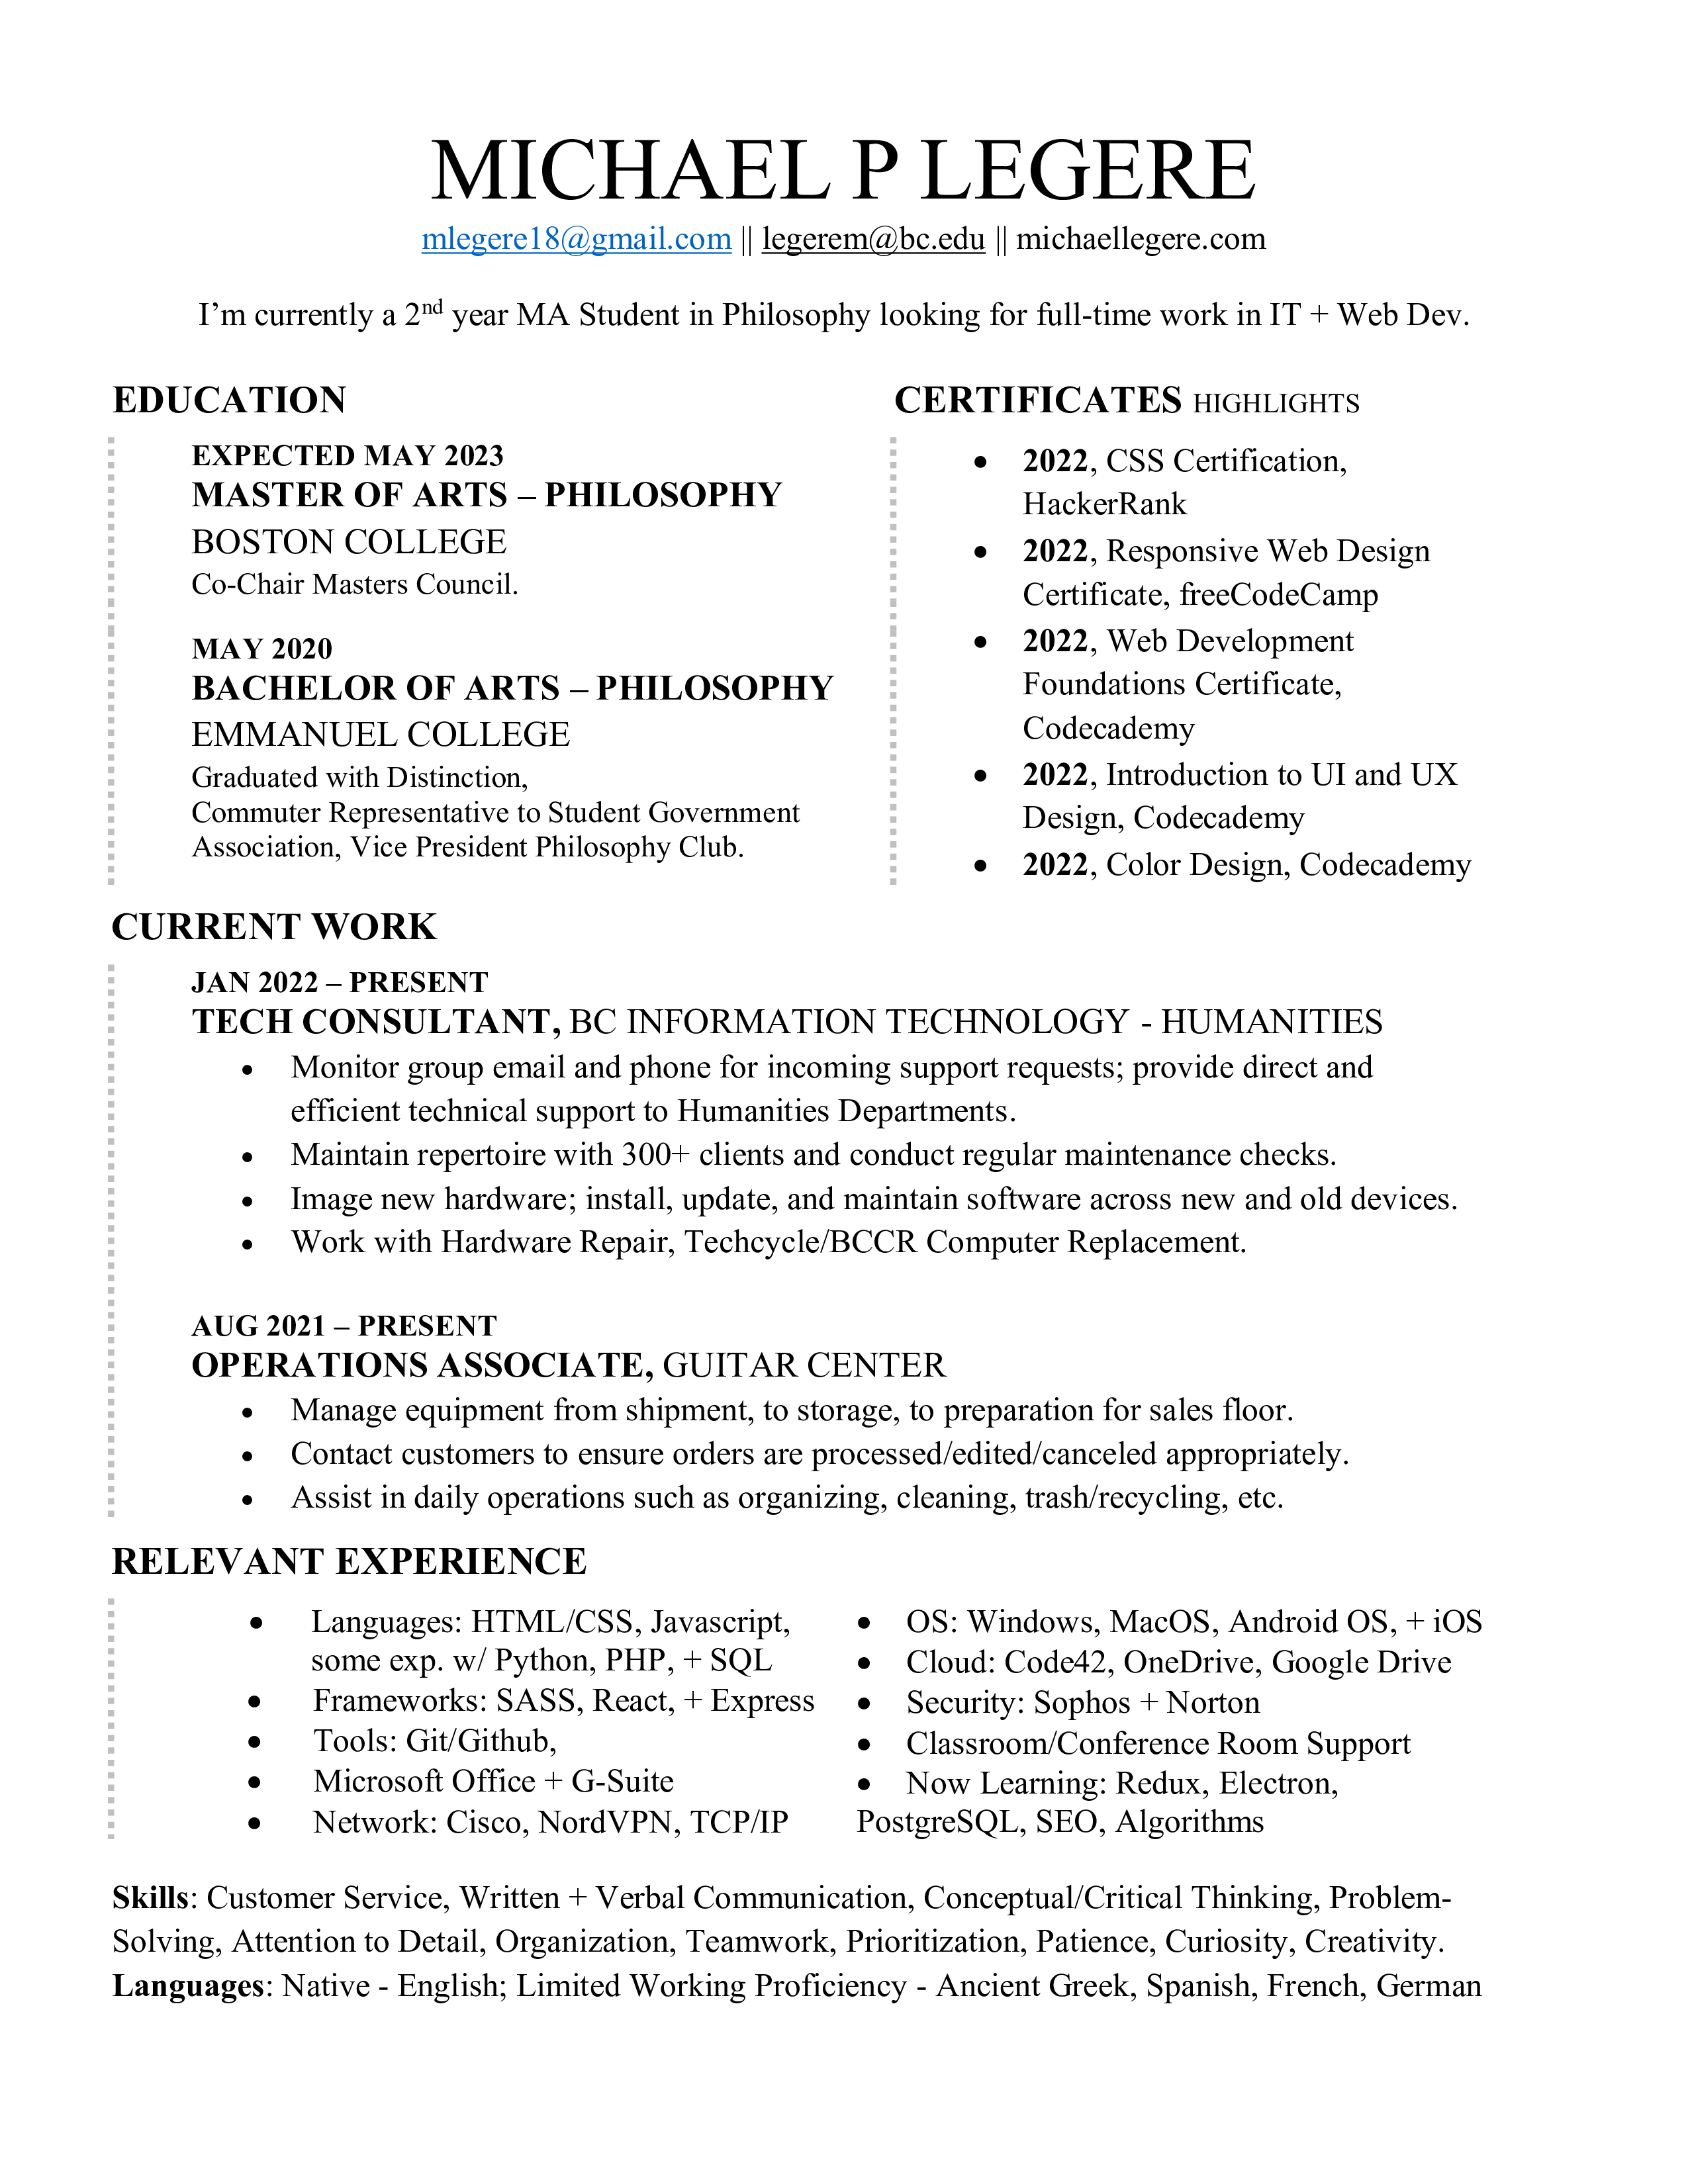 MICHAEL P LEGERE
mlegere18@gmail.com || legerem@bc.edu || michaellegere.com
I’m currently a 2nd year MA Student in Philosophy looking for full-time work in IT + Web Dev.
EDUCATION
EXPECTED MAY 2023
MASTER OF ARTS – PHILOSOPHY
BOSTON COLLEGE
Co-Chair Masters Council.
MAY 2020
BACHELOR OF ARTS – PHILOSOPHY
EMMANUEL COLLEGE
Graduated with Distinction,
Commuter Representative to Student Government
Association, Vice President Philosophy Club.
CERTIFICATES HIGHLIGHTS
• 2022, CSS Certification,
HackerRank
• 2022, Responsive Web Design
Certificate, freeCodeCamp
• 2022, Web Development
Foundations Certificate,
Codecademy
• 2022, Introduction to UI and UX
Design, Codecademy
• 2022, Color Design, Codecademy
CURRENT WORK
JAN 2022 – PRESENT
TECH CONSULTANT, BC INFORMATION TECHNOLOGY - HUMANITIES
• Monitor group email and phone for incoming support requests; provide direct and
efficient technical support to Humanities Departments.
• Maintain repertoire with 300+ clients and conduct regular maintenance checks.
• Image new hardware; install, update, and maintain software across new and old devices.
• Work with Hardware Repair, Techcycle/BCCR Computer Replacement.
AUG 2021 – PRESENT
OPERATIONS ASSOCIATE, GUITAR CENTER
• Manage equipment from shipment, to storage, to preparation for sales floor.
• Contact customers to ensure orders are processed/edited/canceled appropriately.
• Assist in daily operations such as organizing, cleaning, trash/recycling, etc.
RELEVANT EXPERIENCE
• Languages: HTML/CSS, Javascript,
some exp. w/ Python, PHP, + SQL
• Frameworks: SASS, React, + Express
• Tools: Git/Github,
• Microsoft Office + G-Suite
• Network: Cisco, NordVPN, TCP/IP
• OS: Windows, MacOS, Android OS, + iOS
• Cloud: Code42, OneDrive, Google Drive
• Security: Sophos + Norton
• Classroom/Conference Room Support
• Now Learning: Redux, Electron,
PostgreSQL, SEO, Algorithms
Skills: Customer Service, Written + Verbal Communication, Conceptual/Critical Thinking, Problem-
Solving, Attention to Detail, Organization, Teamwork, Prioritization, Patience, Curiosity, Creativity.
Languages: Native - English; Limited Working Proficiency - Ancient Greek, Spanish, French, German